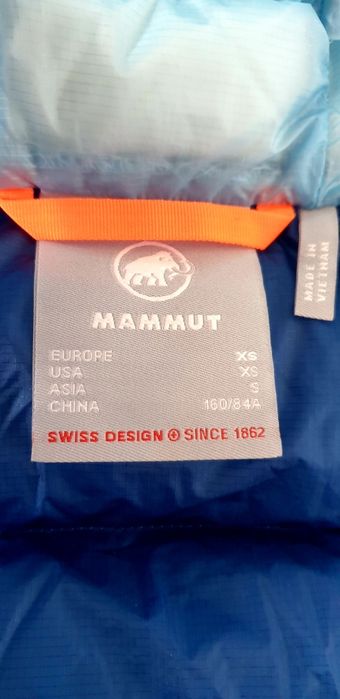 MAMMUT
EUROPE XS
USA XS
ASIA S
CHINA 160/84A
SWISS DESIGN SINCE 1862
MADE IN
VIETNAM